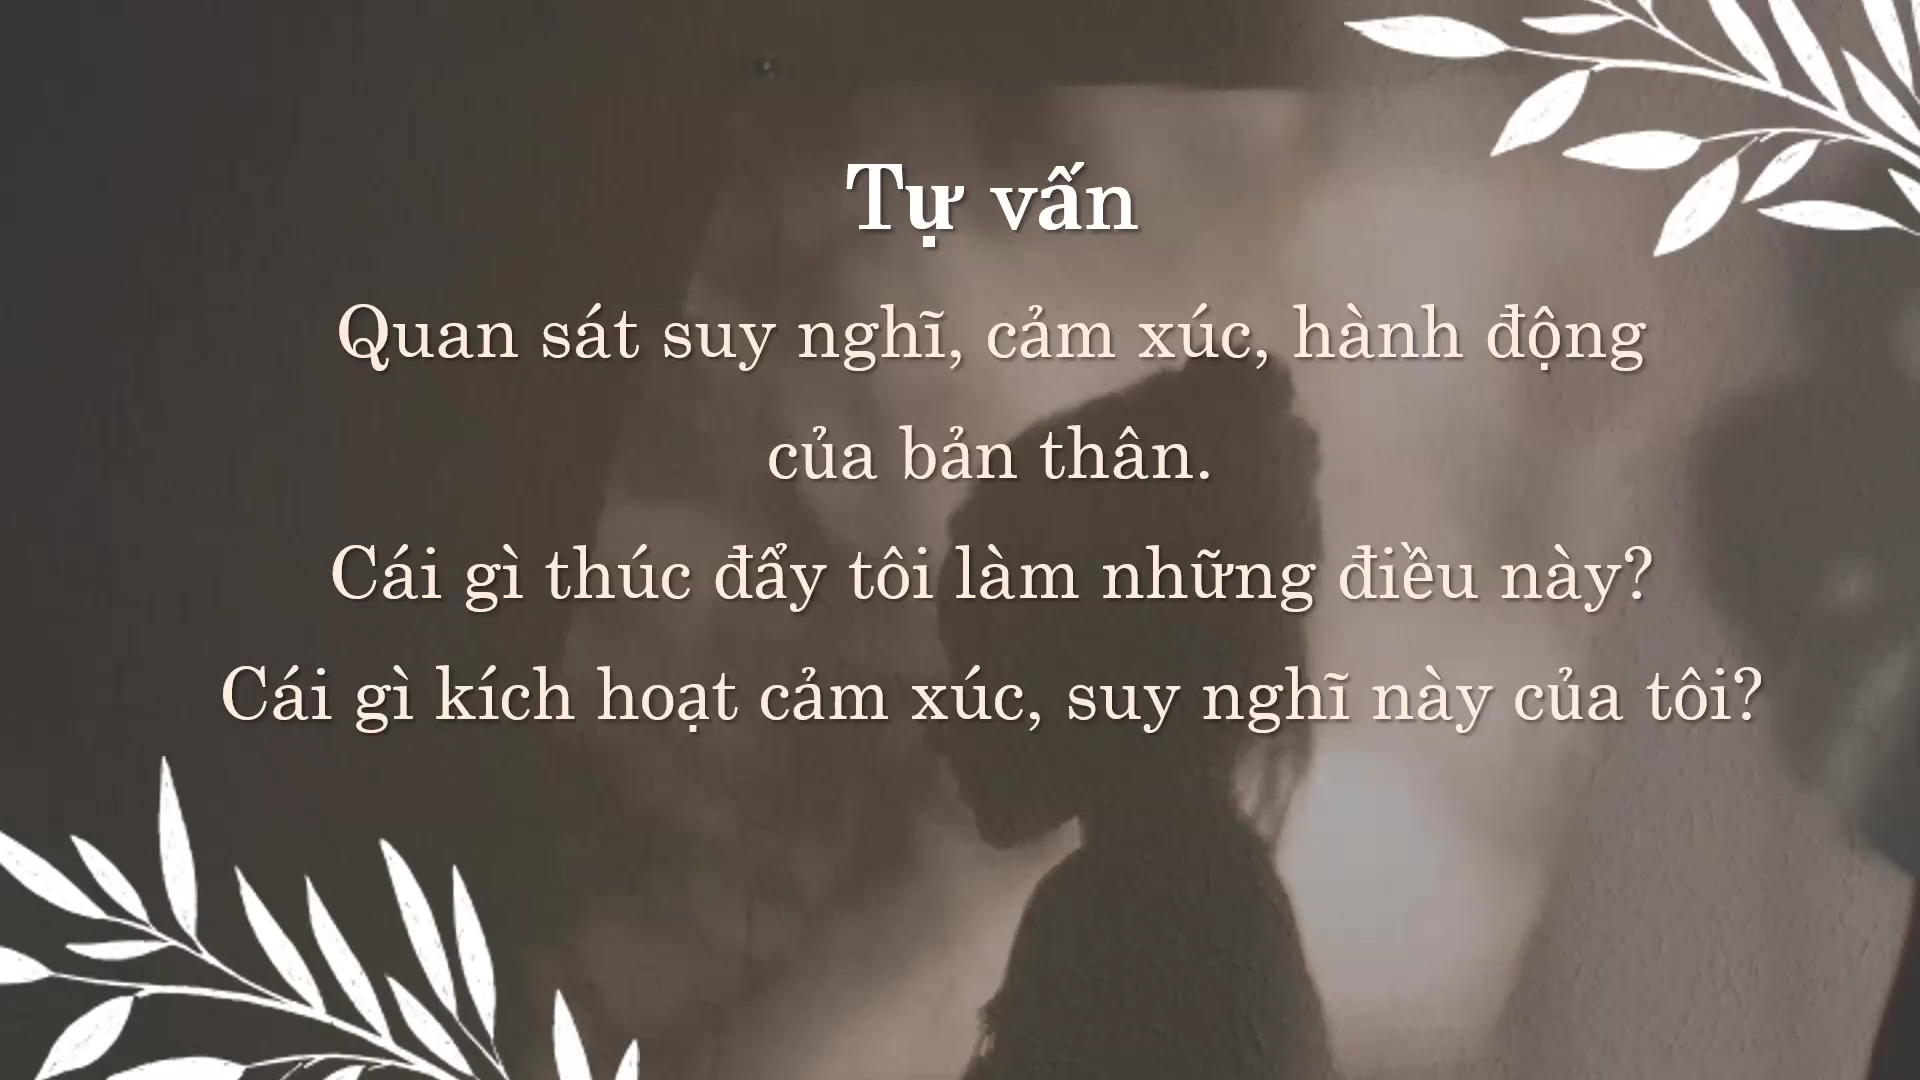 Tự vấn
Quan sát suy nghĩ, cảm xúc, hành động
của bản thân.
Cái gì thúc đẩy tôi làm những điều này?
Cái gì kích hoạt cảm xúc, suy nghĩ này của tôi?